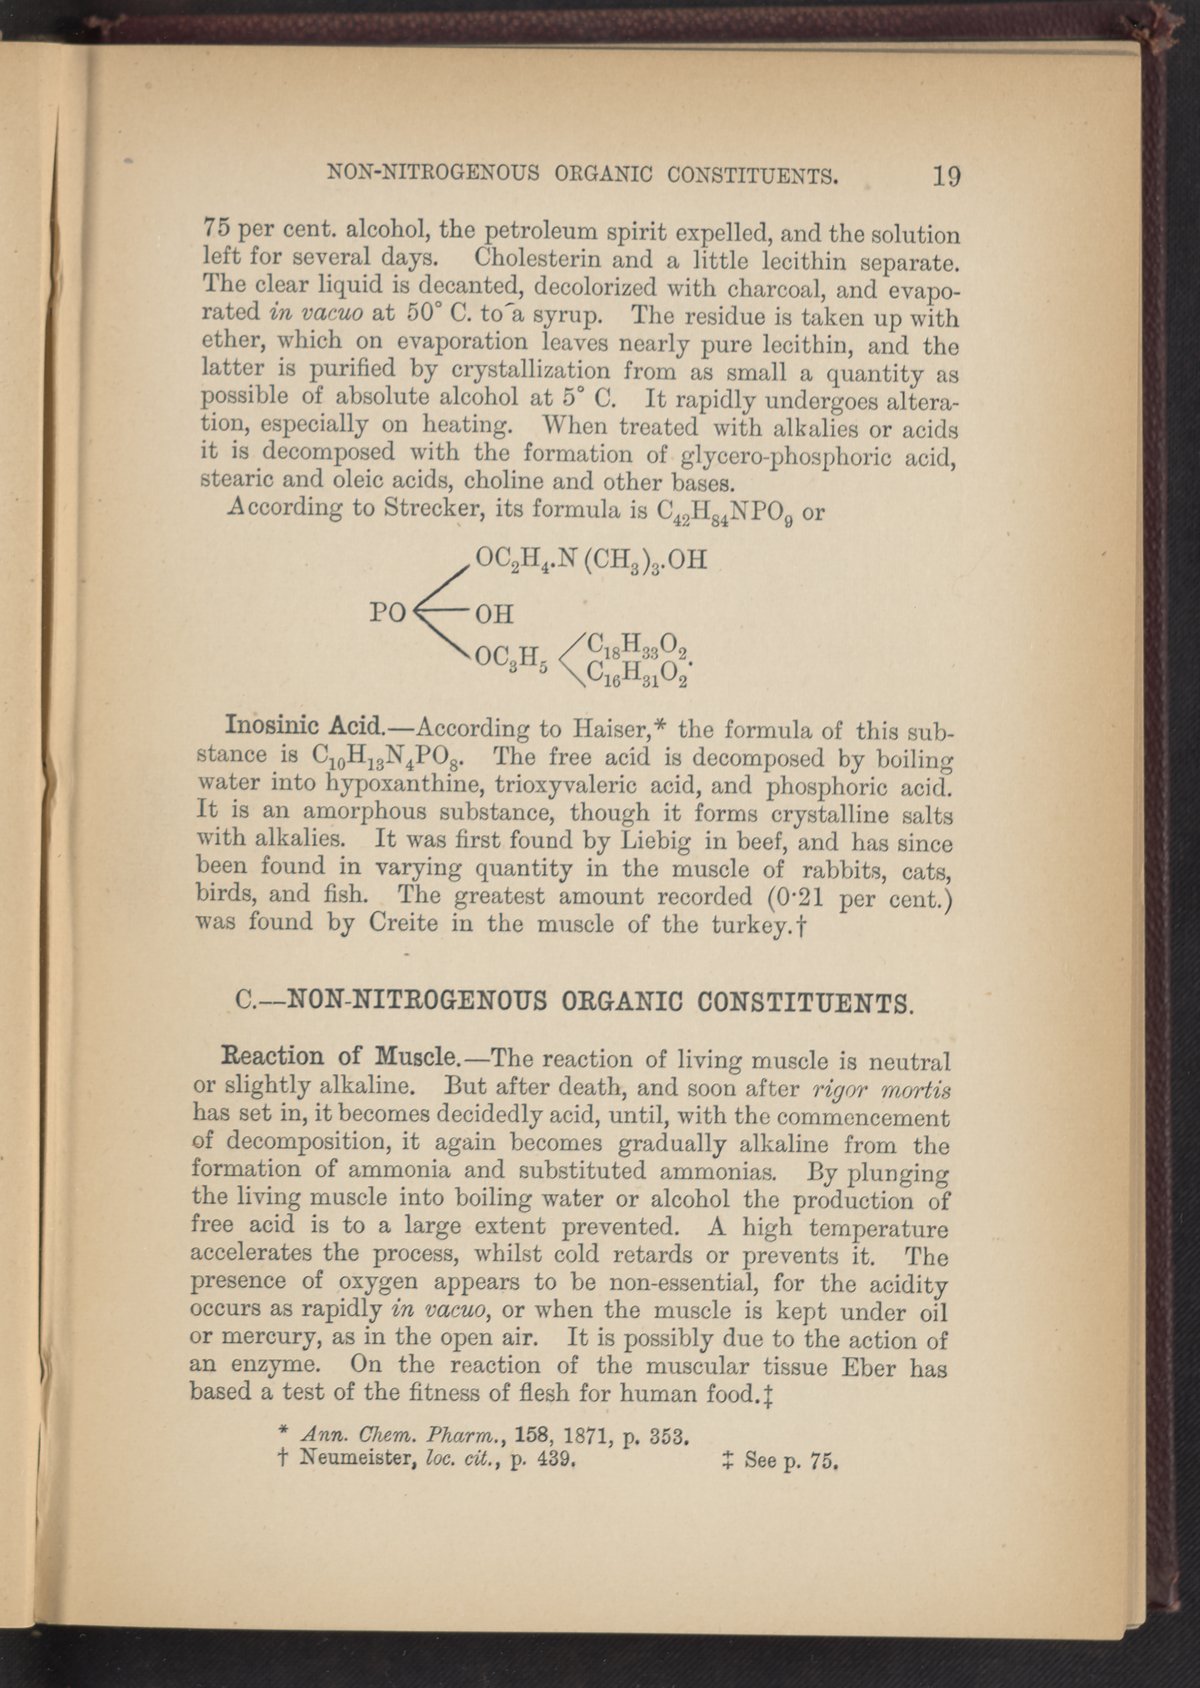 NON-NITROGENOUS ORGANIC CONSTITUENTS. 19
75 per cent. alcohol, the petroleum spirit expelled, and the solution
left for several days. Cholesterin and a little lecithin separate.
The clear liquid is decanted, decolorized with charcoal, and evapo-
rated in vacuo at 50° C. to a syrup. The residue is taken up with
ether, which on evaporation leaves nearly pure lecithin, and the
latter is purified by crystallization from as small a quantity as
possible of absolute alcohol at 5° C. It rapidly undergoes altera-
tion, especially on heating. When treated with alkalies or acids
it is decomposed with the formation of glycero-phosphoric acid,
stearic and oleic acids, choline and other bases.
According to Strecker, its formula is C₄₂H₈₄NPO₉ or
OC₂H₄.N (CH₃)₃.OH
PO OH
OC₃H₅ C₁₈H₃₃O₂
C₁₆H₃₁O₂.
Inosinic Acid.—According to Haiser,* the formula of this sub-
stance is C₁₀H₁₃N₄PO₈. The free acid is decomposed by boiling
water into hypoxanthine, trioxyvaleric acid, and phosphoric acid.
It is an amorphous substance, though it forms crystalline salts
with alkalies. It was first found by Liebig in beef, and has since
been found in varying quantity in the muscle of rabbits, cats,
birds, and fish. The greatest amount recorded (0·21 per cent.)
was found by Creite in the muscle of the turkey.†
C.—NON-NITROGENOUS ORGANIC CONSTITUENTS.
Reaction of Muscle.—The reaction of living muscle is neutral
or slightly alkaline. But after death, and soon after rigor mortis
has set in, it becomes decidedly acid, until, with the commencement
of decomposition, it again becomes gradually alkaline from the
formation of ammonia and substituted ammonias. By plunging
the living muscle into boiling water or alcohol the production of
free acid is to a large extent prevented. A high temperature
accelerates the process, whilst cold retards or prevents it. The
presence of oxygen appears to be non-essential, for the acidity
occurs as rapidly in vacuo, or when the muscle is kept under oil
or mercury, as in the open air. It is possibly due to the action of
an enzyme. On the reaction of the muscular tissue Eber has
based a test of the fitness of flesh for human food.‡
* Ann. Chem. Pharm., 158, 1871, p. 353.
† Neumeister, loc. cit., p. 439. ‡ See p. 75.